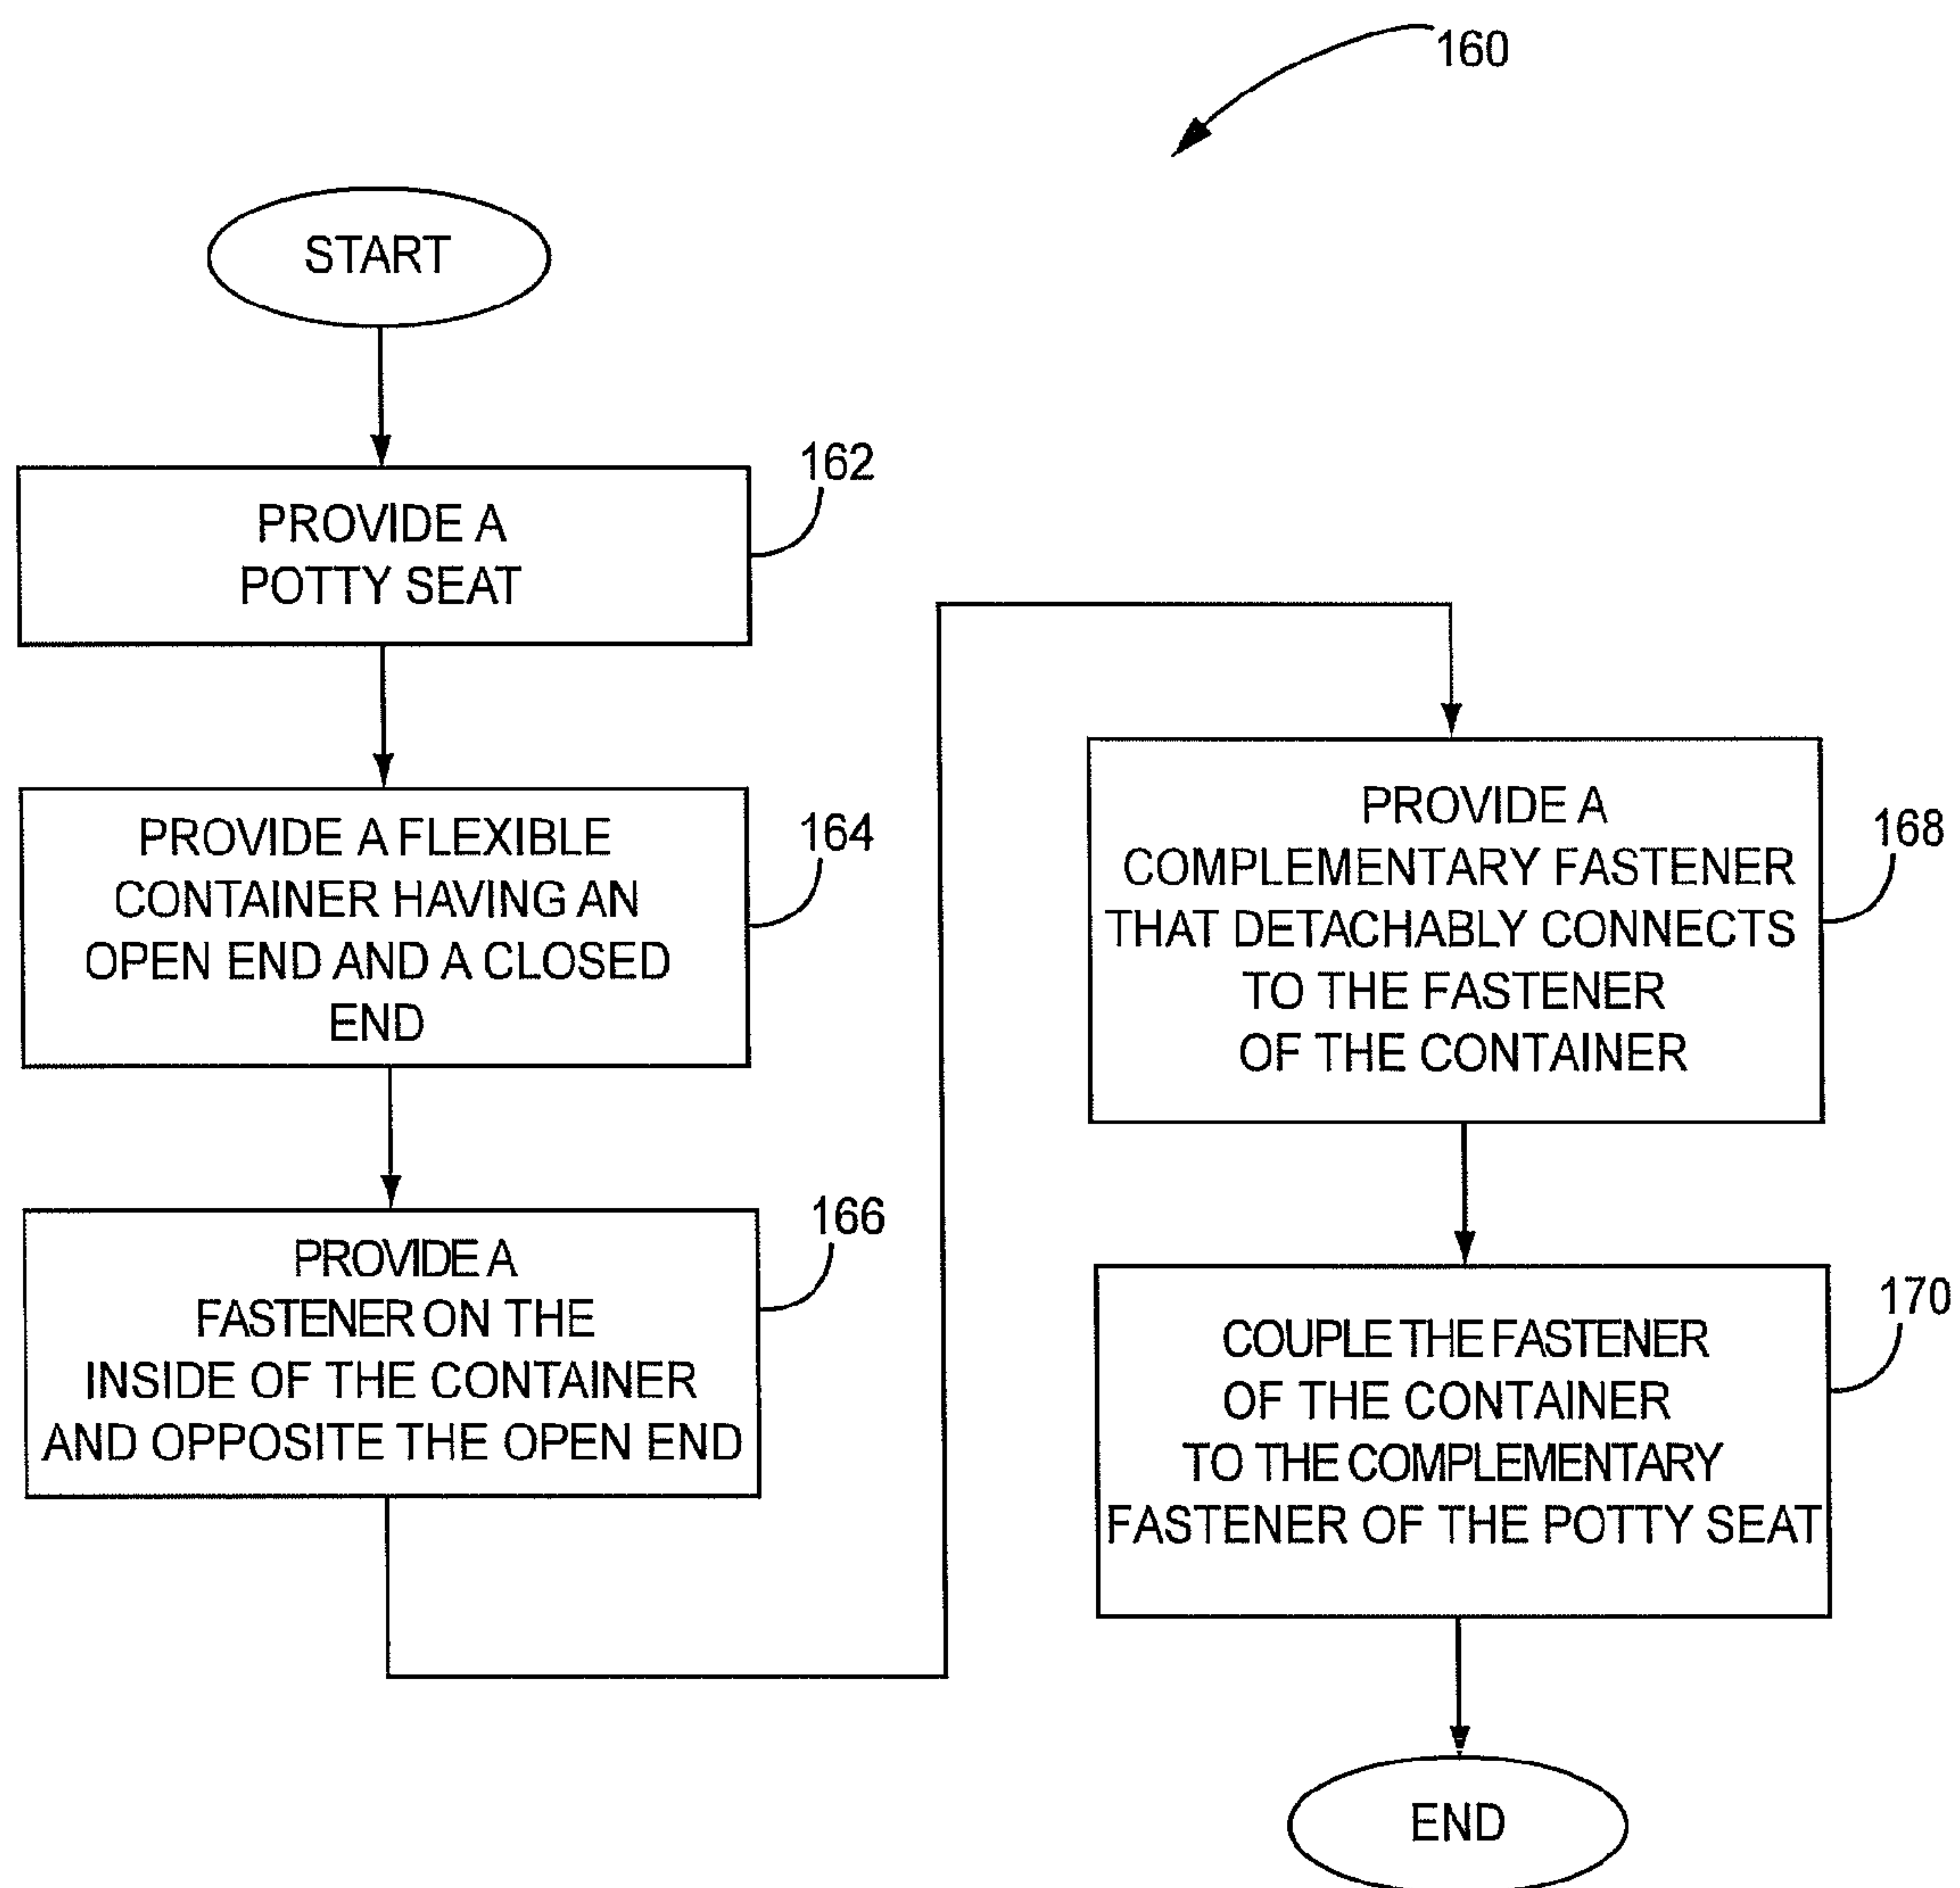 160
START
162
PROVIDE A
POTTY SEAT
164
PROVIDE A FLEXIBLE
CONTAINER HAVING AN
OPEN END AND A CLOSED
END
166
PROVIDE A
FASTENER ON THE
INSIDE OF THE CONTAINER
AND OPPOSITE THE OPEN END
168
PROVIDE A
COMPLEMENTARY FASTENER
THAT DETACHABLY CONNECTS
TO THE FASTENER
OF THE CONTAINER
170
COUPLE THE FASTENER
OF THE CONTAINER
TO THE COMPLEMENTARY
FASTENER OF THE POTTY SEAT
END